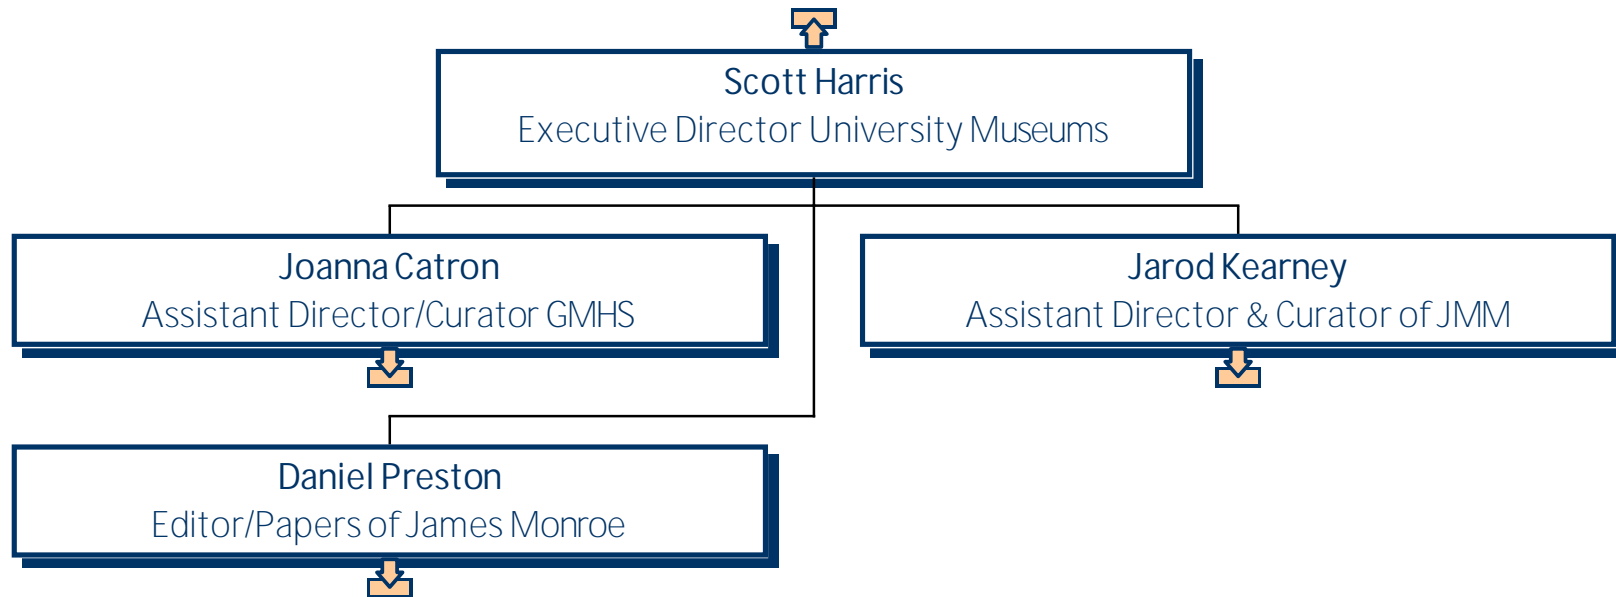 Scott Harris
Executive Director University Museums
Joanna Catron
Assistant Director/Curator GMHS
Jarod Kearney
Assistant Director & Curator of JMM
Daniel Preston
Editor/Papers of James Monroe